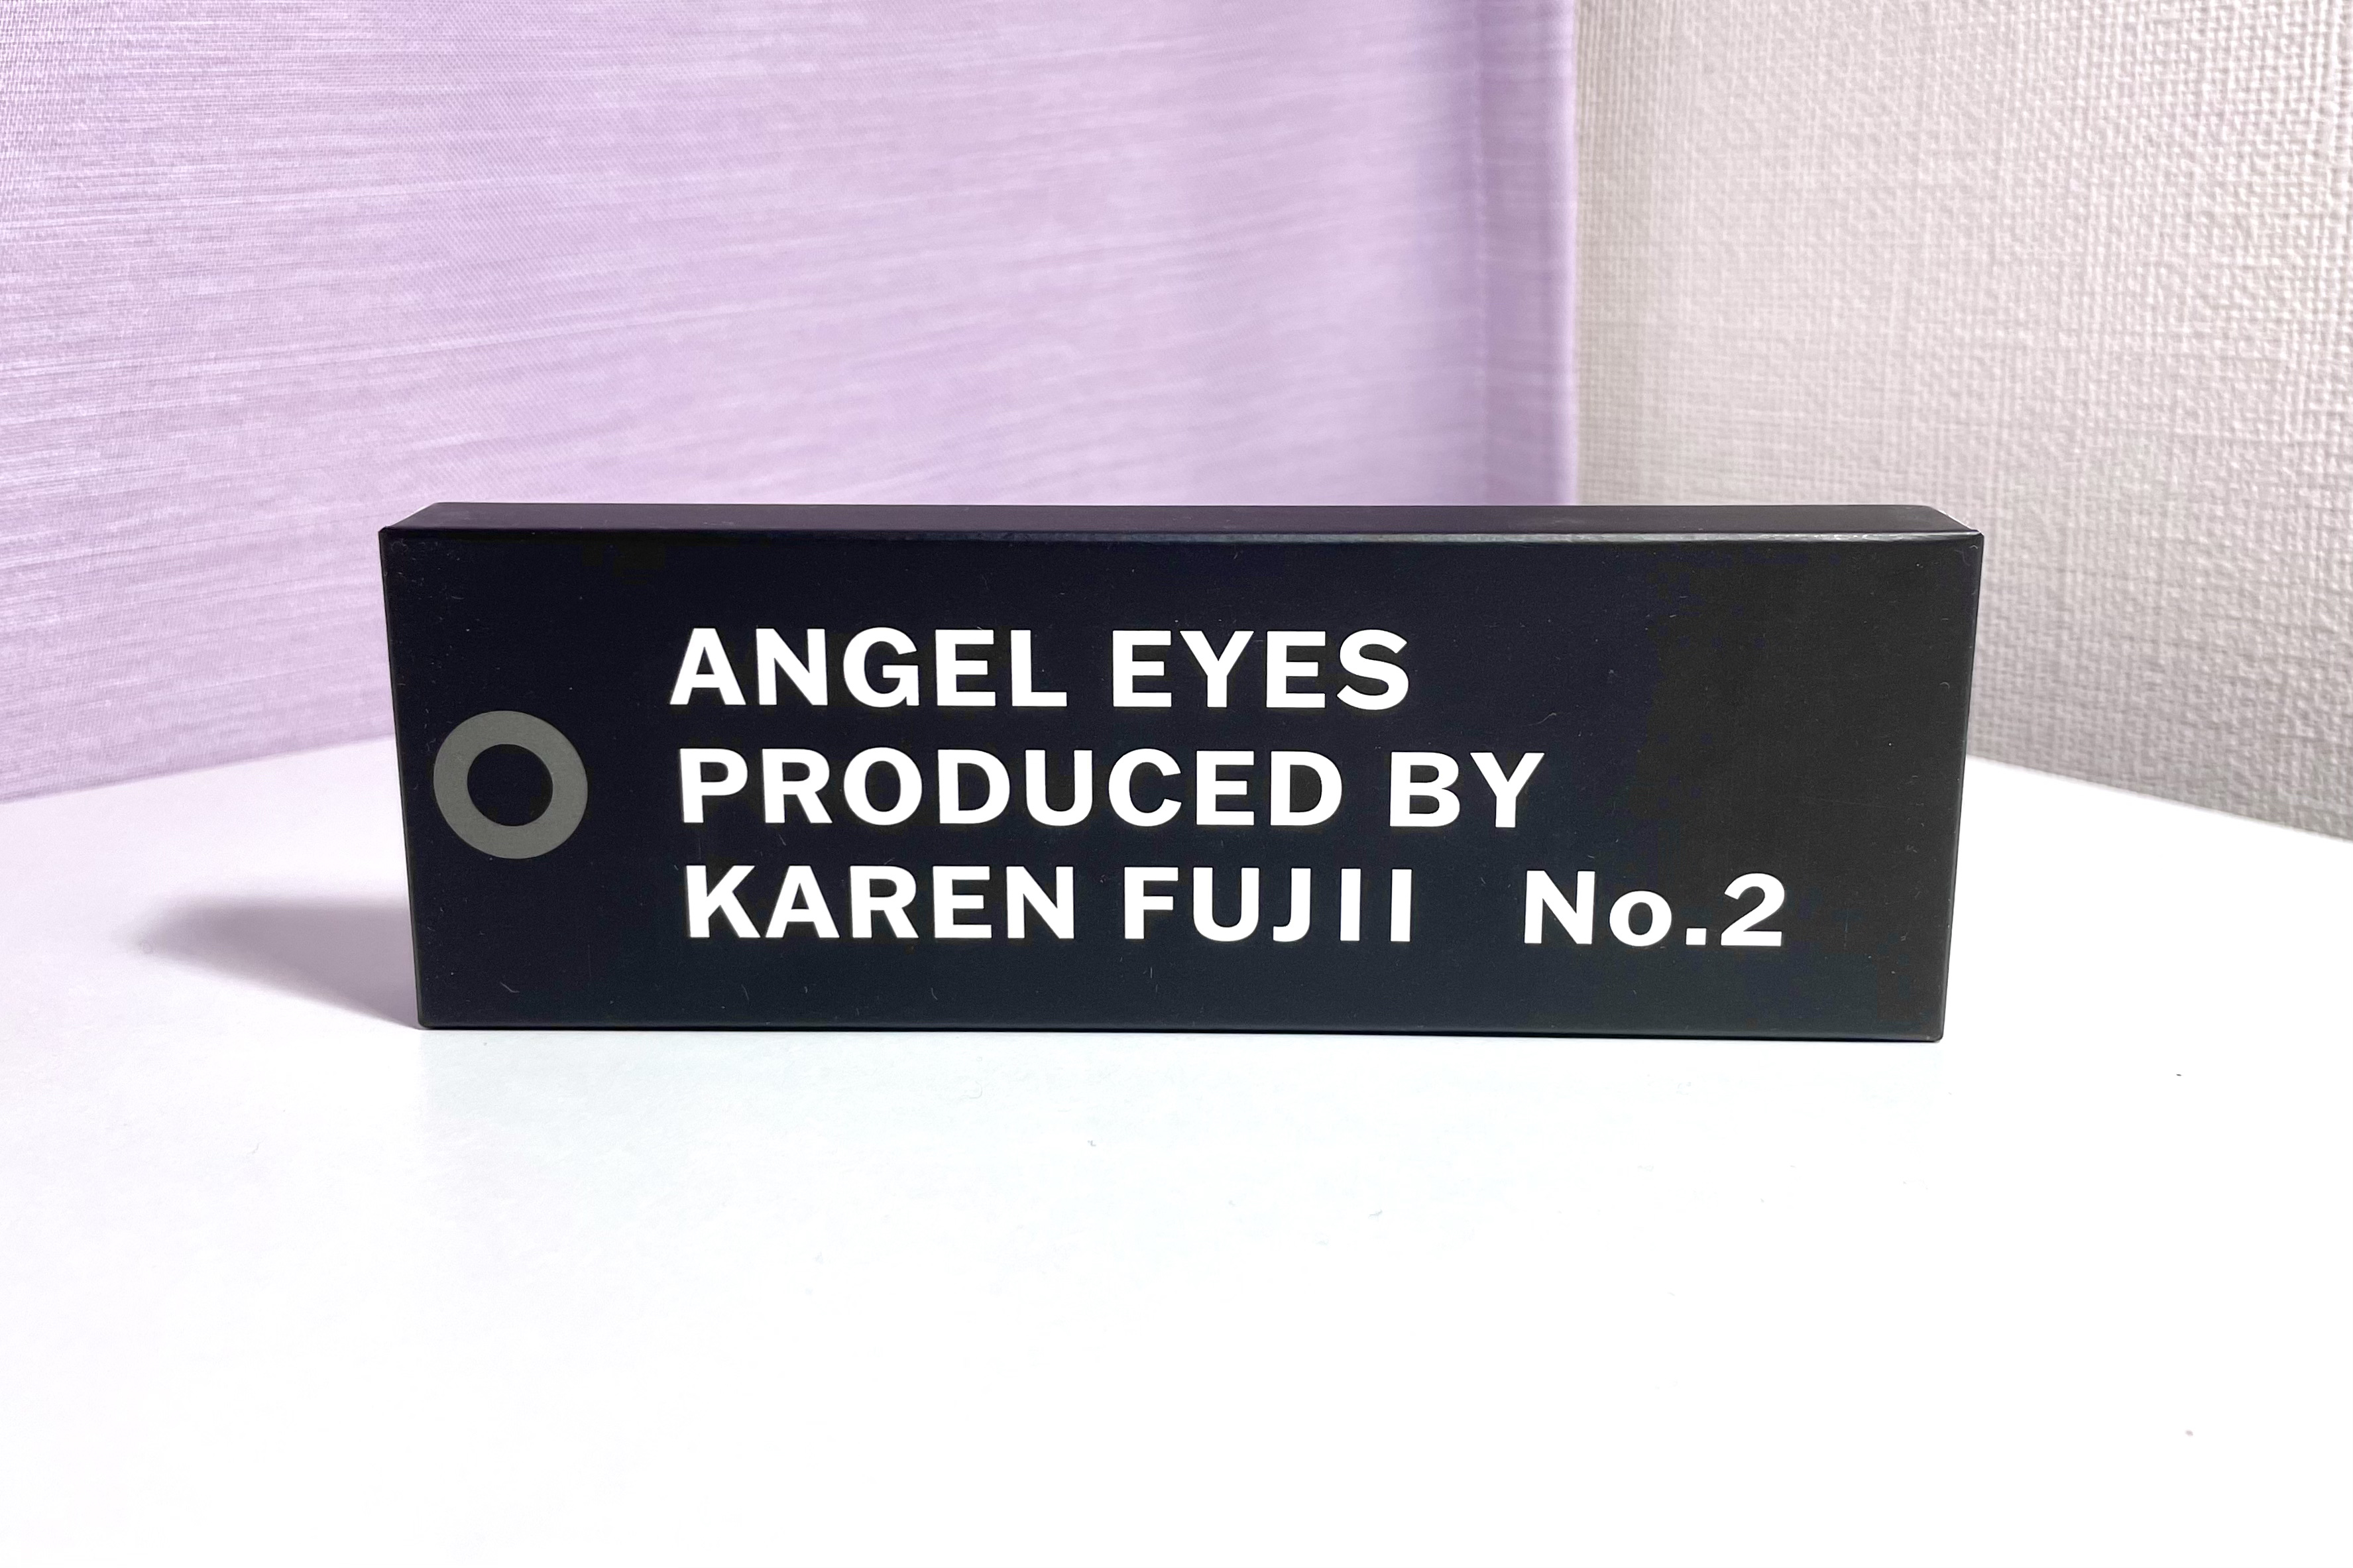 ANGEL EYES
PRODUCED BY
KAREN FUJII No.2